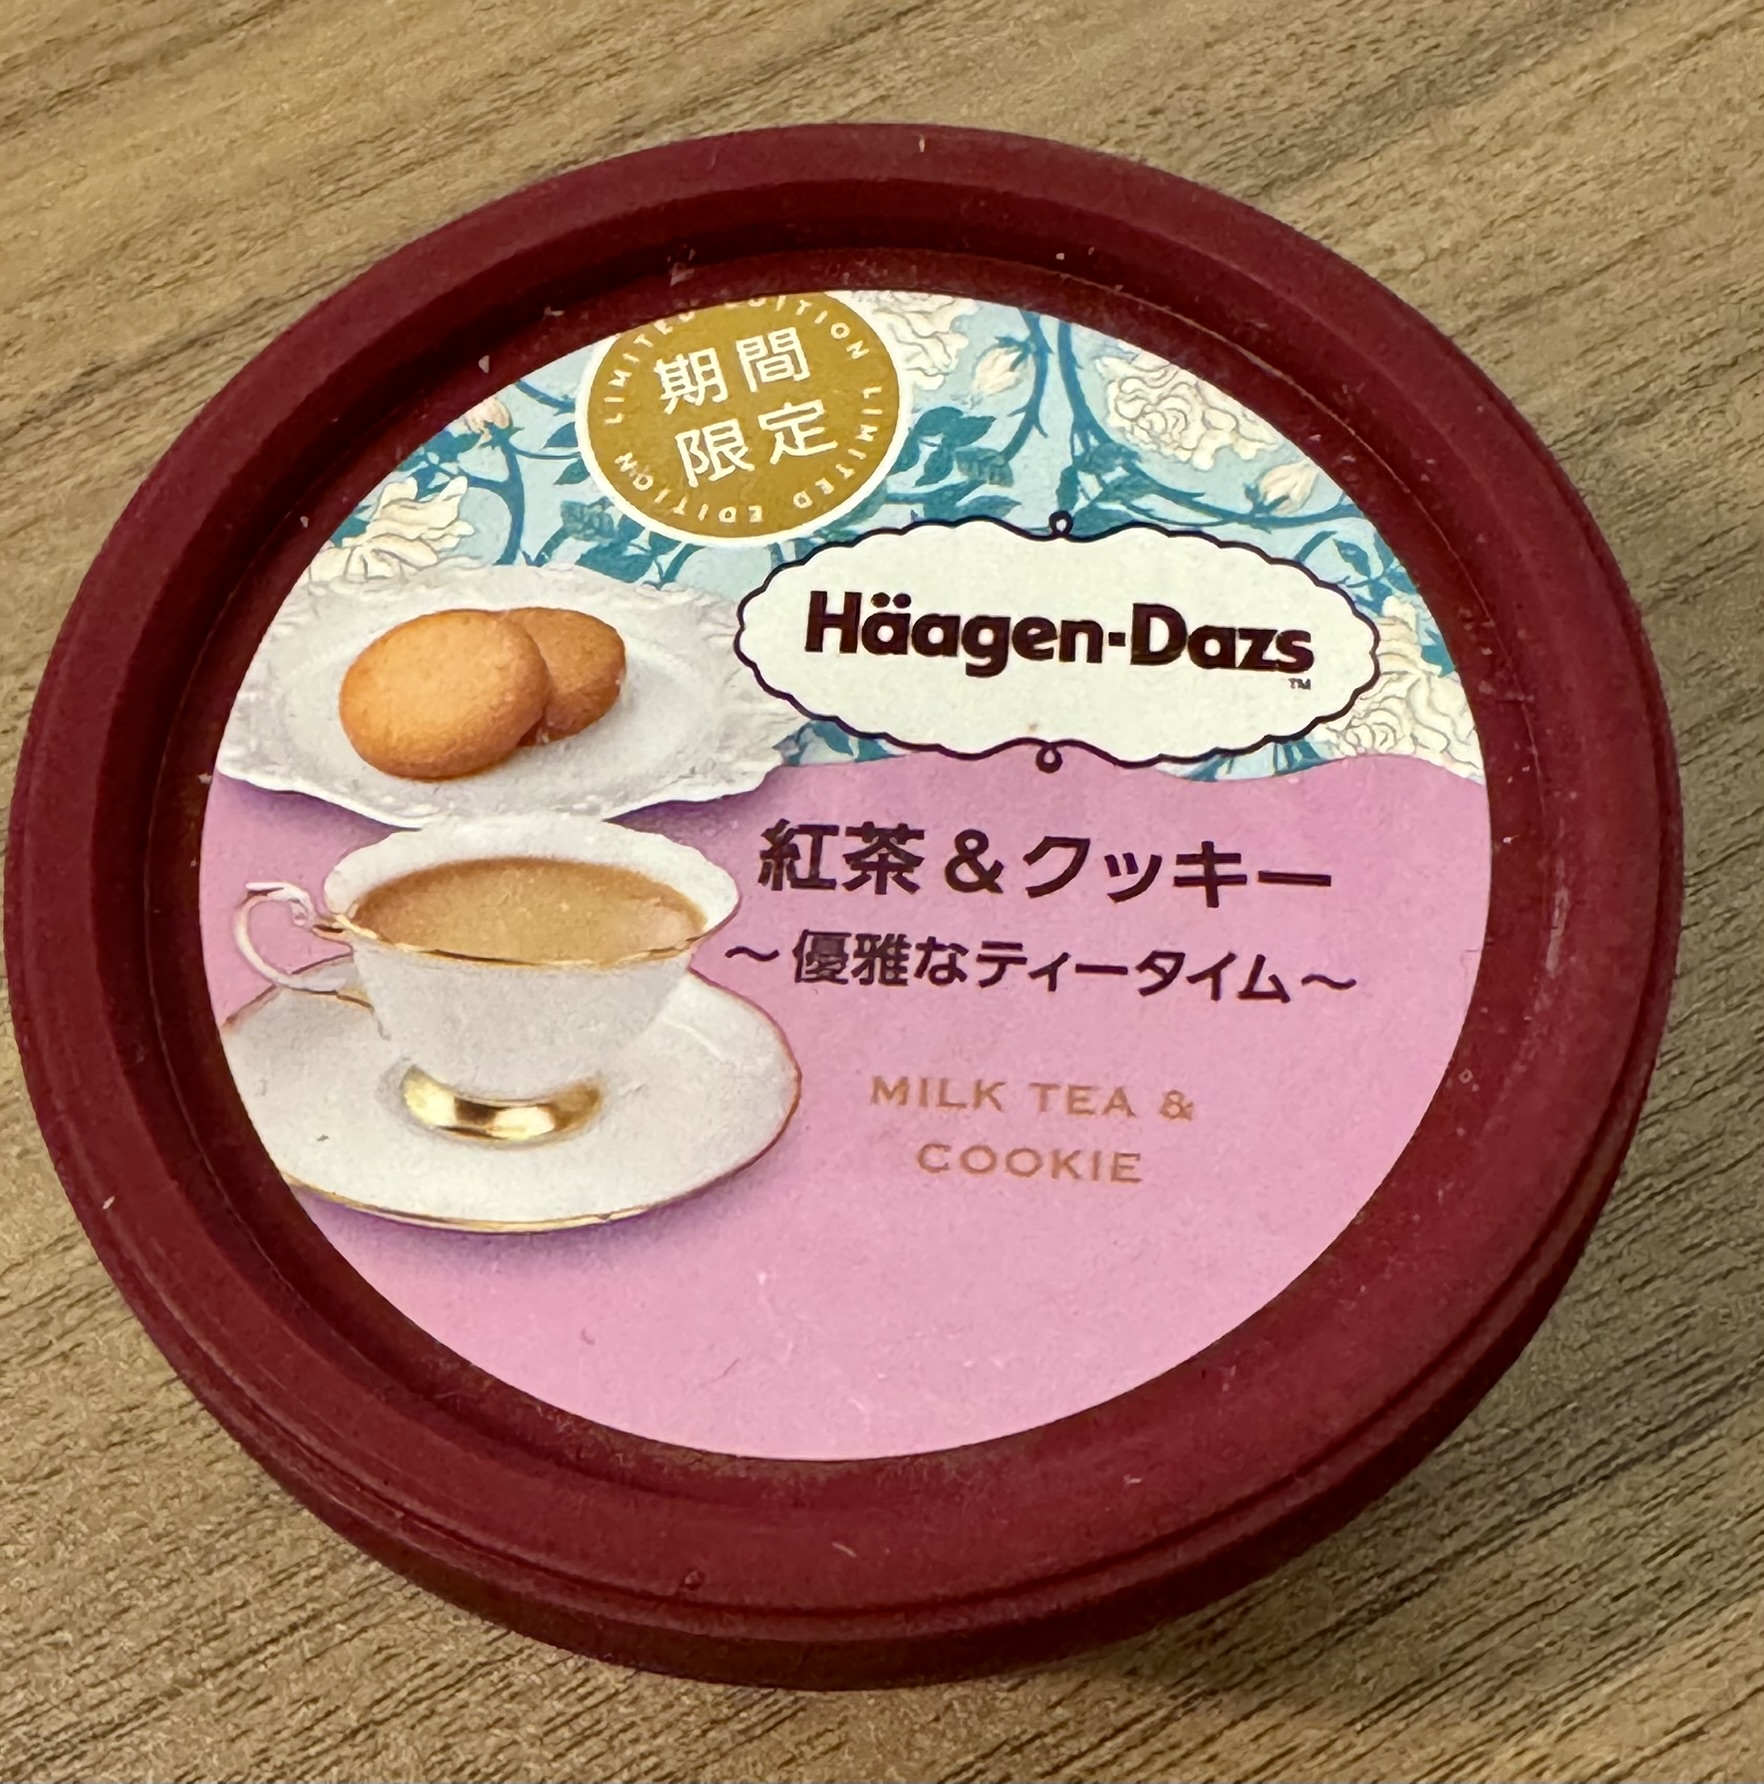 期間
限定
LIMITED EDITION LIMITED EDITION
Häagen-Dazs
TM
紅茶&クッキー
～優雅なティータイム～
MILK TEA &
COOKIE